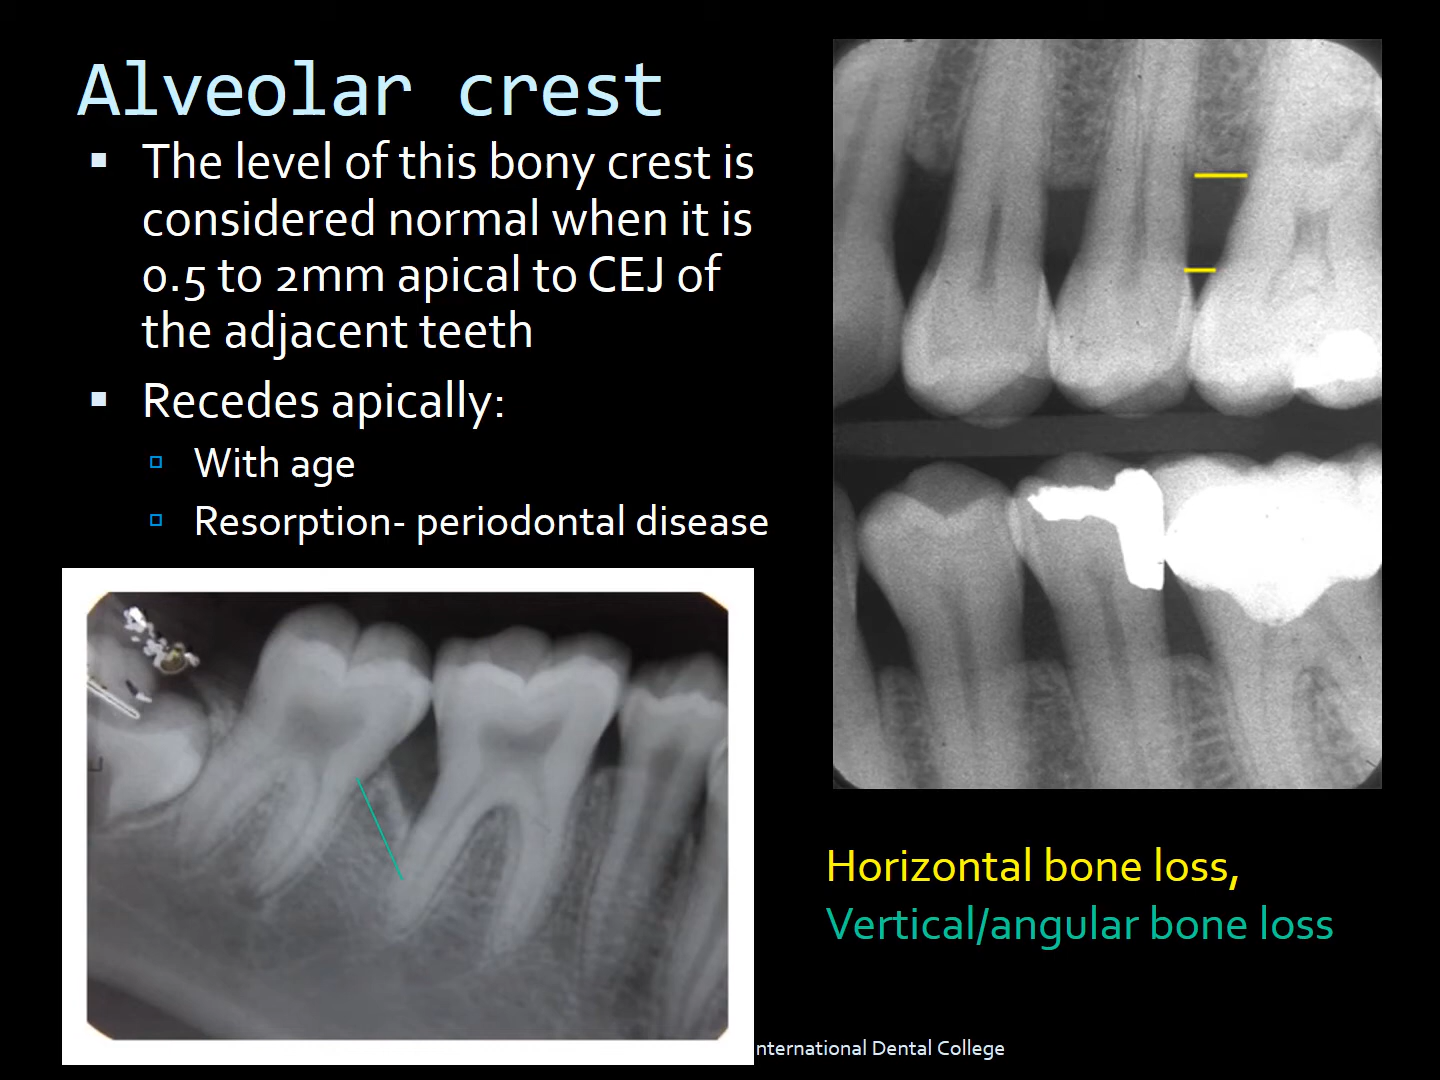 Alveolar crest
▪ The level of this bony crest is
considered normal when it is
0.5 to 2mm apical to CEJ of
the adjacent teeth
▪ Recedes apically:
▫ With age
▫ Resorption- periodontal disease
Horizontal bone loss,
Vertical/angular bone loss
nternational Dental College